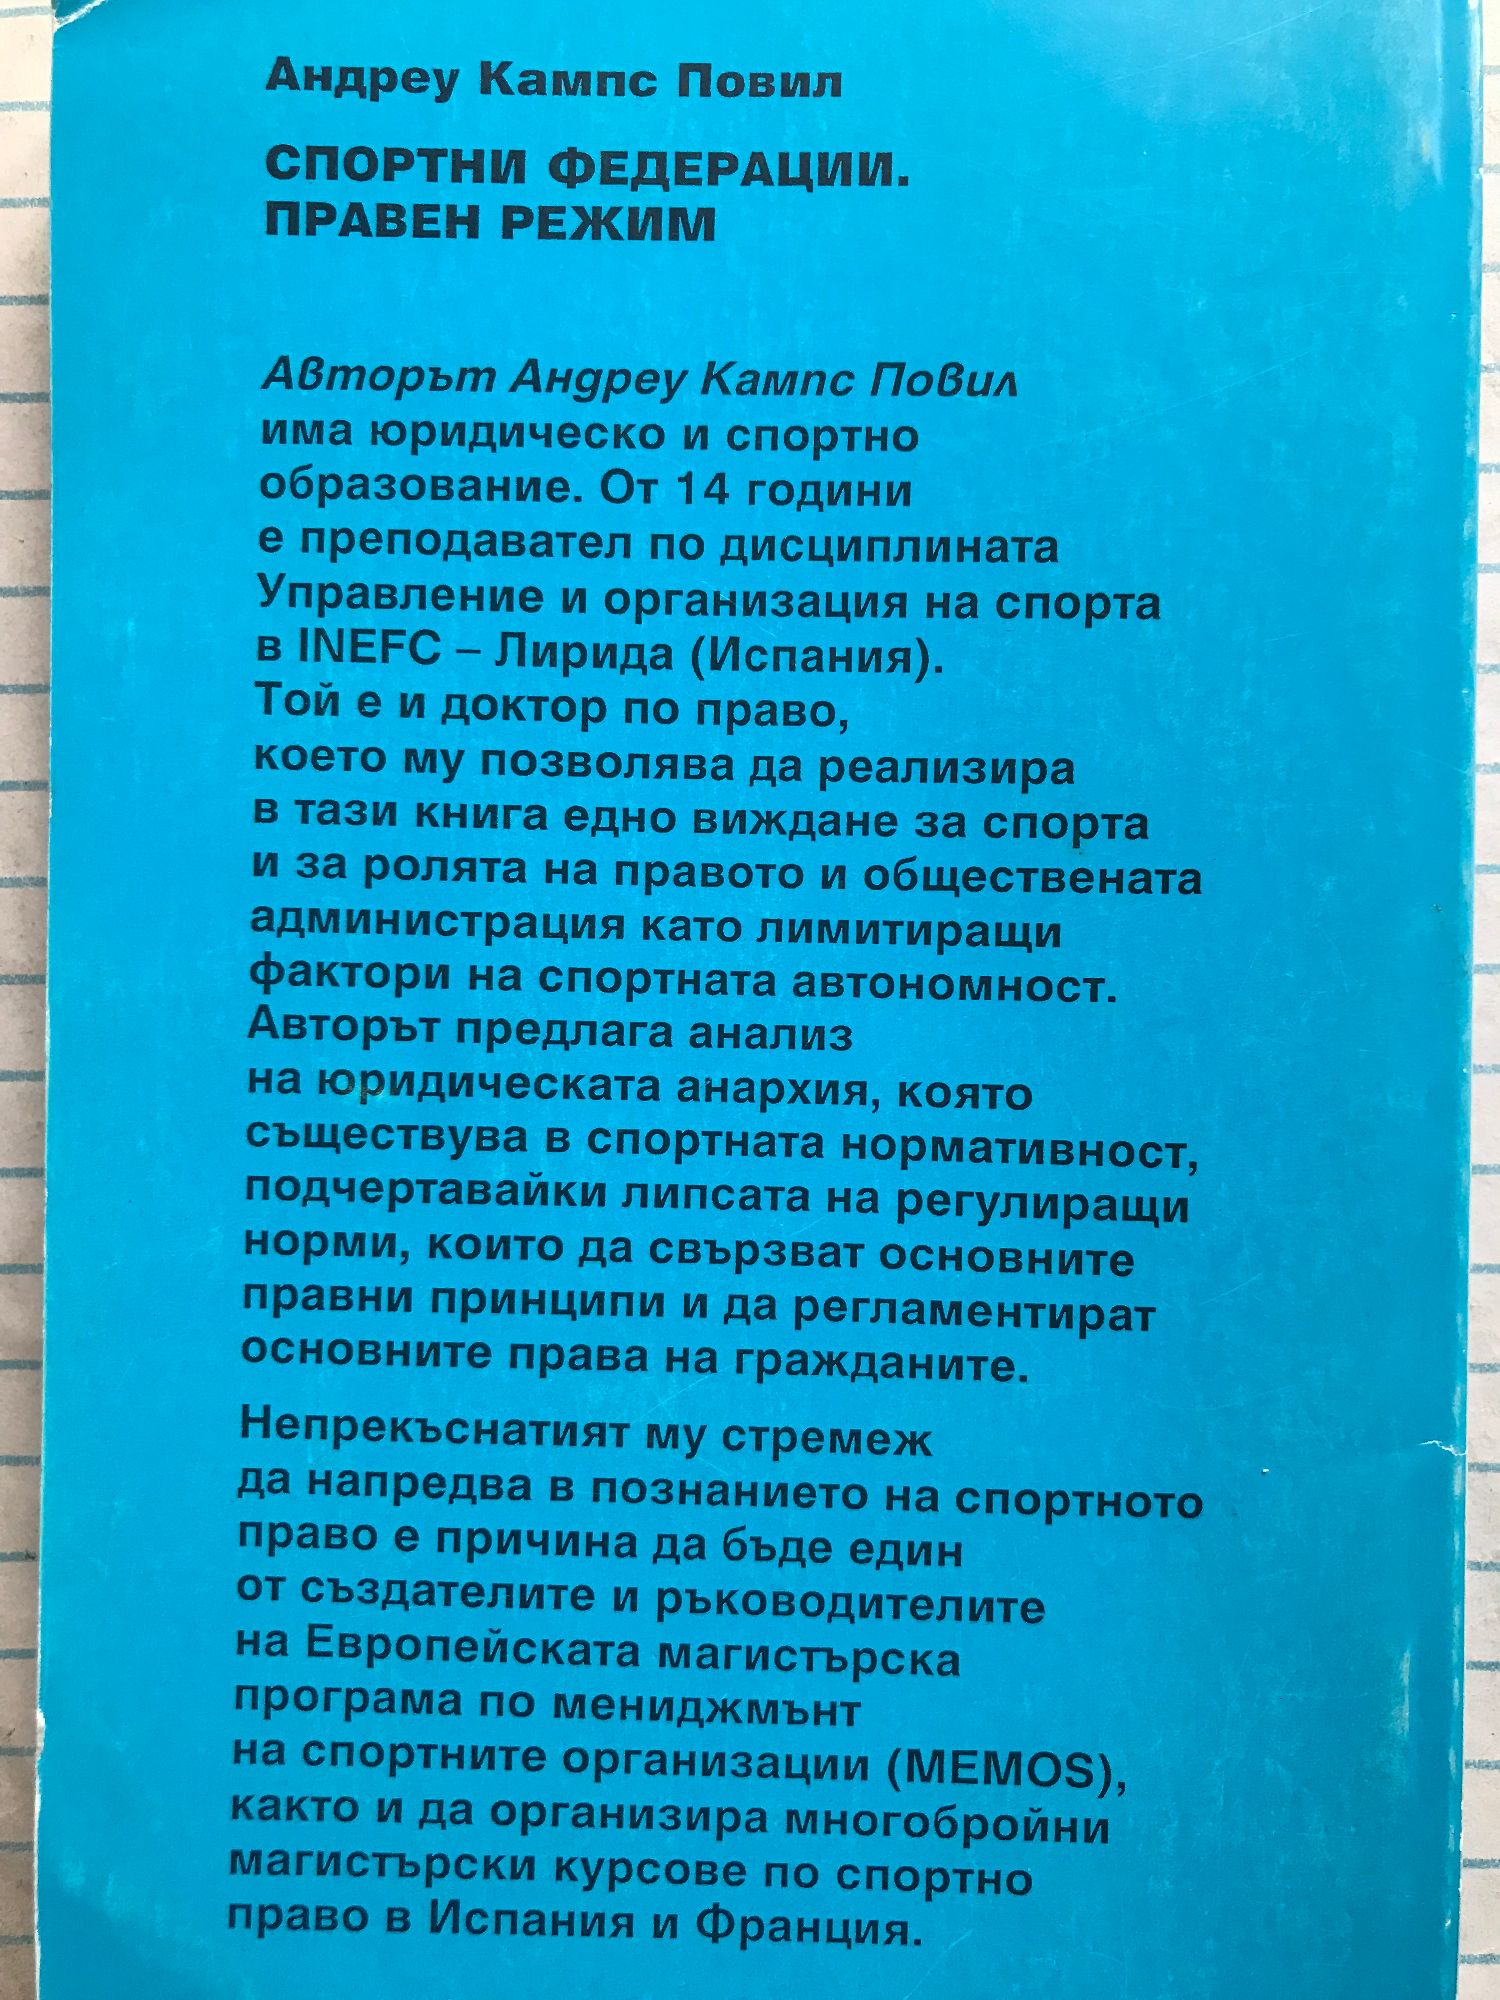 Андреу Кампс Повил
СПОРТНИ ФЕДЕРАЦИИ.
ПРАВЕН РЕЖИМ
Авторът Андреу Кампс Повил
има юридическо и спортно
образование. От 14 години
е преподавател по дисциплината
Управление и организация на спорта
в INEFC – Лирида (Испания).
Той е и доктор по право,
което му позволява да реализира
в тази книга едно виждане за спорта
и за ролята на правото и обществената
администрация като лимитиращи
фактори на спортната автономност.
Авторът предлага анализ
на юридическата анархия, която
съществува в спортната нормативност,
подчертавайки липсата на регулиращи
норми, които да свързват основните
правни принципи и да регламентират
основните права на гражданите.
Непрекъснатият му стремеж
да напредва в познанието на спортното
право е причина да бъде един
от създателите и ръководителите
на Европейската магистърска
програма по мениджмънт
на спортните организации (MEMOS),
както и да организира многобройни
магистърски курсове по спортно
право в Испания и Франция.